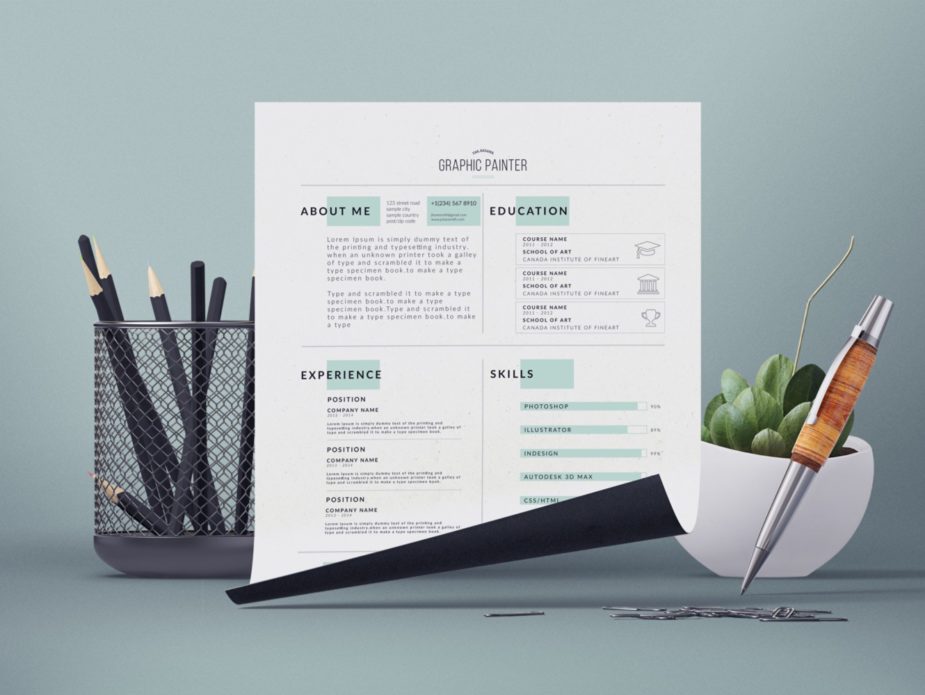 GRAPHIC PAINTER
ABOUT ME
123 street road
sample city
sample country
post/zip code
+1(234) 567 8910
Lorem Ipsum is simply dummy text of
the printing and typesetting industry.
when an unknown printer took a galley
of type and scrambled it to make a
type specimen book.to make a type
specimen book.
Type and scrambled it to make a type
specimen book.to make a type
specimen book.Type and scrambled it
to make a type specimen book.to make
a type
EDUCATION
COURSE NAME
2011 - 2012
SCHOOL OF ART
CANADA INSTITUTE OF FINEART
COURSE NAME
2011 - 2012
SCHOOL OF ART
CANADA INSTITUTE OF FINEART
COURSE NAME
2011 - 2012
SCHOOL OF ART
CANADA INSTITUTE OF FINEART
EXPERIENCE
POSITION
COMPANY NAME
2012 - 2014
Lorem Ipsum is simply dummy text of the printing and
typesetting industry.when an unknown printer took a galley of
type and scrambled it to make a type specimen book.
POSITION
COMPANY NAME
2012 - 2014
Lorem Ipsum is simply dummy text of the printing and
typesetting industry.when an unknown printer took a galley of
type and scrambled it to make a type specimen book.
POSITION
COMPANY NAME
2012 - 2014
Lorem Ipsum is simply dummy text of the printing and
typesetting industry.when an unknown printer took a galley of
type and scrambled it to make a type specimen book.
SKILLS
PHOTOSHOP
95%
ILLUSTRATOR
89%
INDESIGN
99%
AUTODESK 3D MAX
CSS/HTML